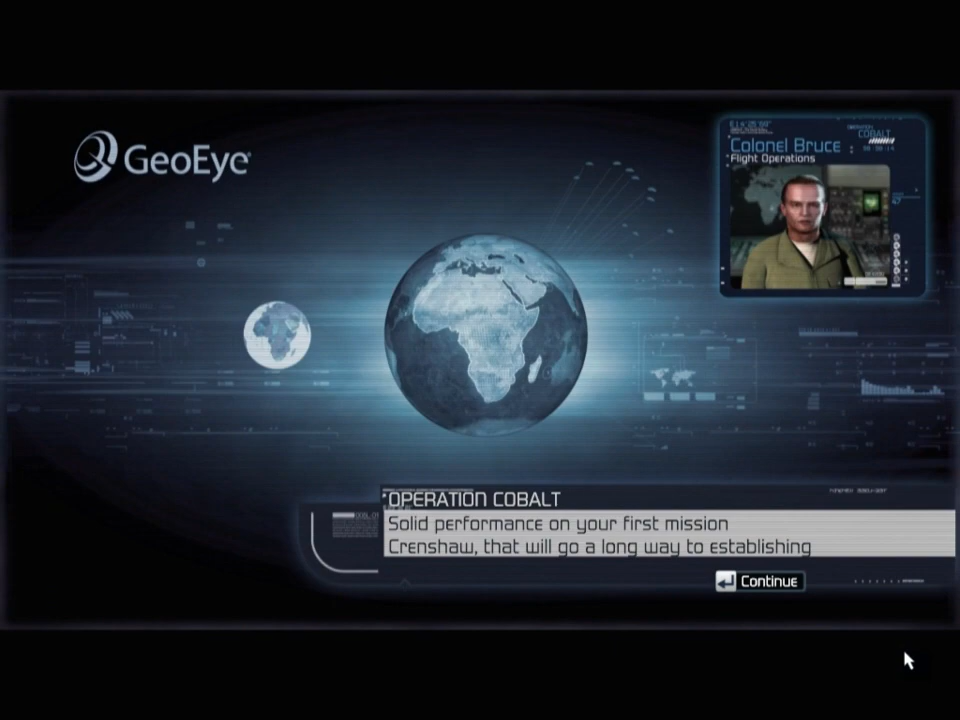 GeoEye
COBALT
Colonel Bruce
Flight Operations
OPERATION COBALT
Solid performance on your first mission
Crenshaw, that will go a long way to establishing
Continue